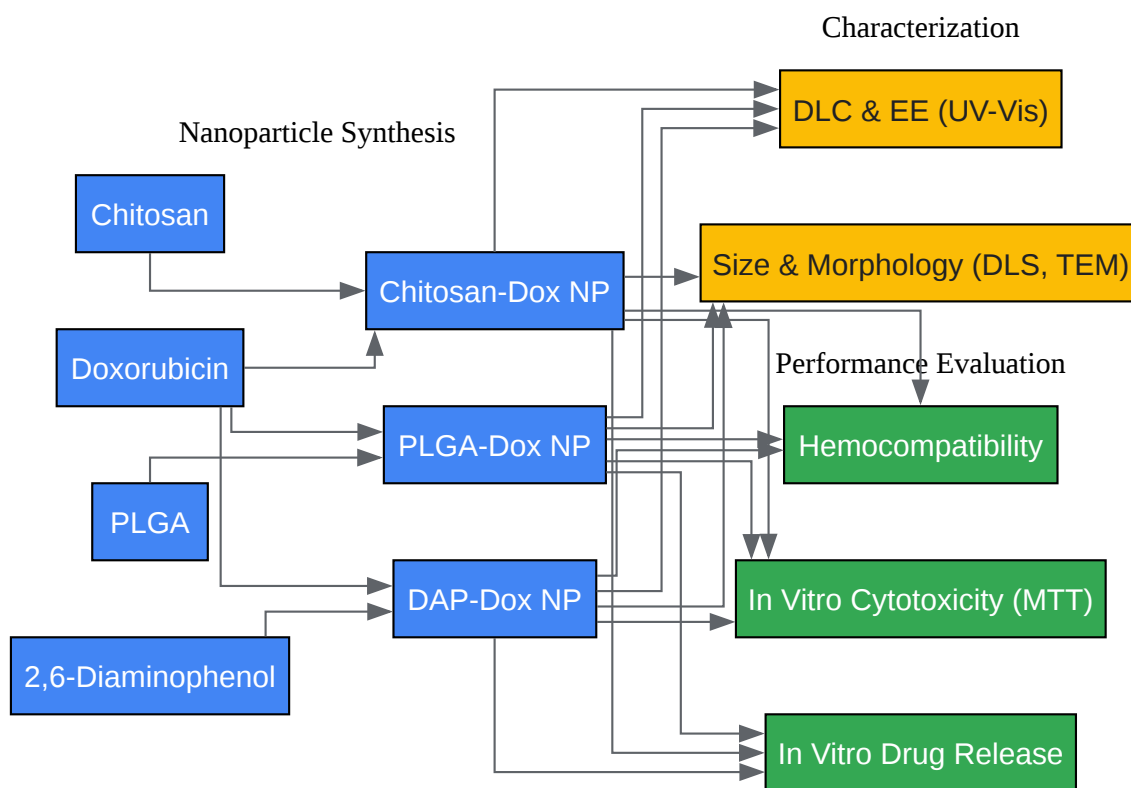 Characterization
DLC & EE (UV-Vis)
Nanoparticle Synthesis
Chitosan
Size & Morphology (DLS, TEM)
Chitosan-Dox NP
Doxorubicin
Performance Evaluation
PLGA-Dox NP
Hemocompatibility
PLGA
DAP-Dox NP
In Vitro Cytotoxicity (MTT)
2,6-Diaminophenol
In Vitro Drug Release